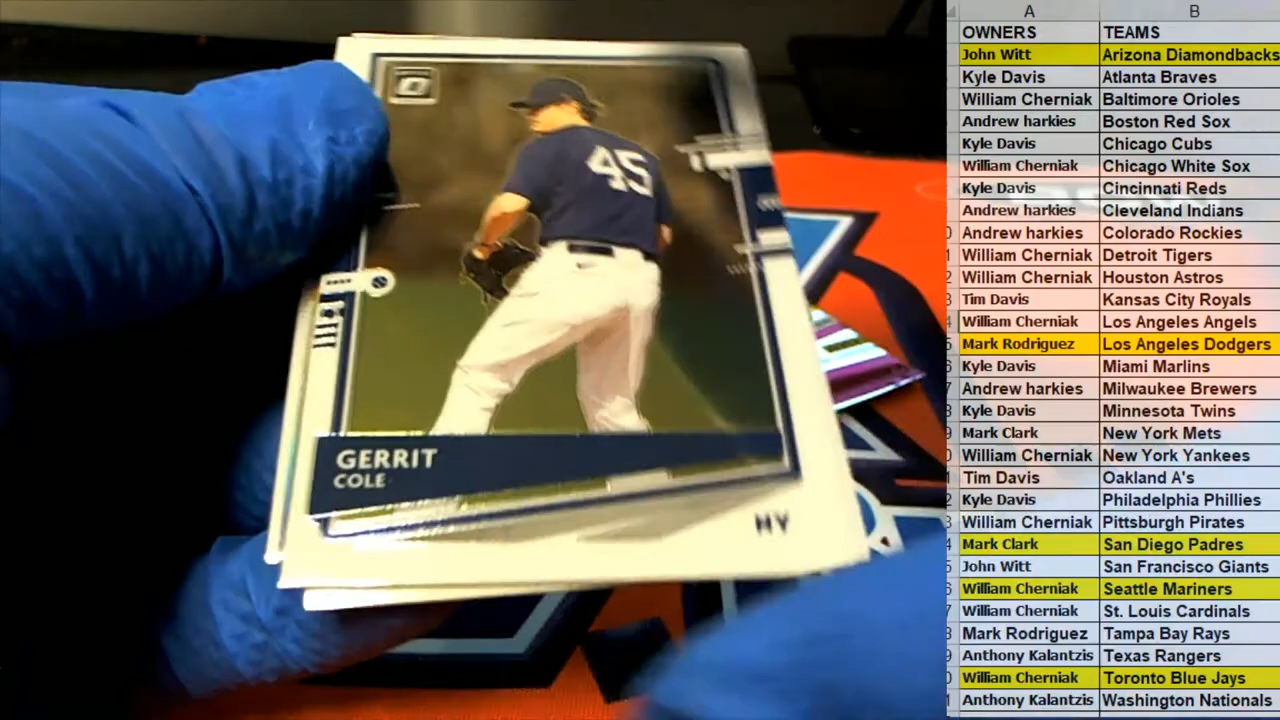 45
GERRIT
COLE
NY
A B
OWNERS TEAMS
John Witt Arizona Diamondbacks
Kyle Davis Atlanta Braves
William Cherniak Baltimore Orioles
Andrew harkies Boston Red Sox
Kyle Davis Chicago Cubs
William Cherniak Chicago White Sox
Kyle Davis Cincinnati Reds
Andrew harkies Cleveland Indians
Andrew harkies Colorado Rockies
William Cherniak Detroit Tigers
William Cherniak Houston Astros
Tim Davis Kansas City Royals
William Cherniak Los Angeles Angels
Mark Rodriguez Los Angeles Dodgers
Kyle Davis Miami Marlins
Andrew harkies Milwaukee Brewers
Kyle Davis Minnesota Twins
Mark Clark New York Mets
William Cherniak New York Yankees
Tim Davis Oakland A's
Kyle Davis Philadelphia Phillies
William Cherniak Pittsburgh Pirates
Mark Clark San Diego Padres
John Witt San Francisco Giants
William Cherniak Seattle Mariners
William Cherniak St. Louis Cardinals
Mark Rodriguez Tampa Bay Rays
Anthony Kalantzis Texas Rangers
William Cherniak Toronto Blue Jays
Anthony Kalantzis Washington Nationals